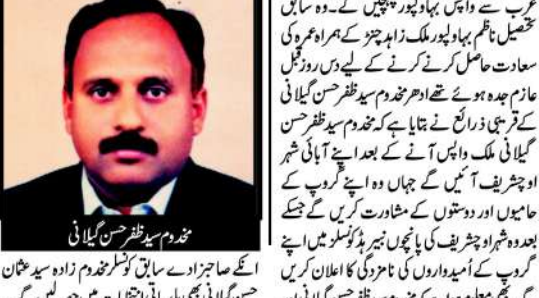 عرب سے واپس بہاولپور پہنچیں گے۔وہ سابق
تحصیل ناظم بہاولپور ملک زاہد چنڑ کے ہمراہ عمرہ کی
سعادت حاصل کرنے کرنے کے لیے دس روز قبل
عازم جدہ ہوئے تھے ادھر مخدوم سید ظفر حسن گیلانی
کے قریبی ذرائع نے بتایا ہے کہ مخدوم سید ظفر حسن
گیلانی ملک واپس آنے کے بعد اپنے آبائی شہر
اوچشریف آئیں گے جہاں وہ اپنے گروپ کے
حامیوں اور دوستوں کے مشاورت کریں گے جسکے
بعد وہ شہر اوچشریف کی پانچوں نیبر ہڈ کونسلز میں اپنے
گروپ کے اُمیدواروں کی نامزدگی کا اعلان کریں
مخدوم سید ظفر حسن گیلانی
انکے صاحبزادے سابق کونسلر مخدوم زادہ سید عثمان